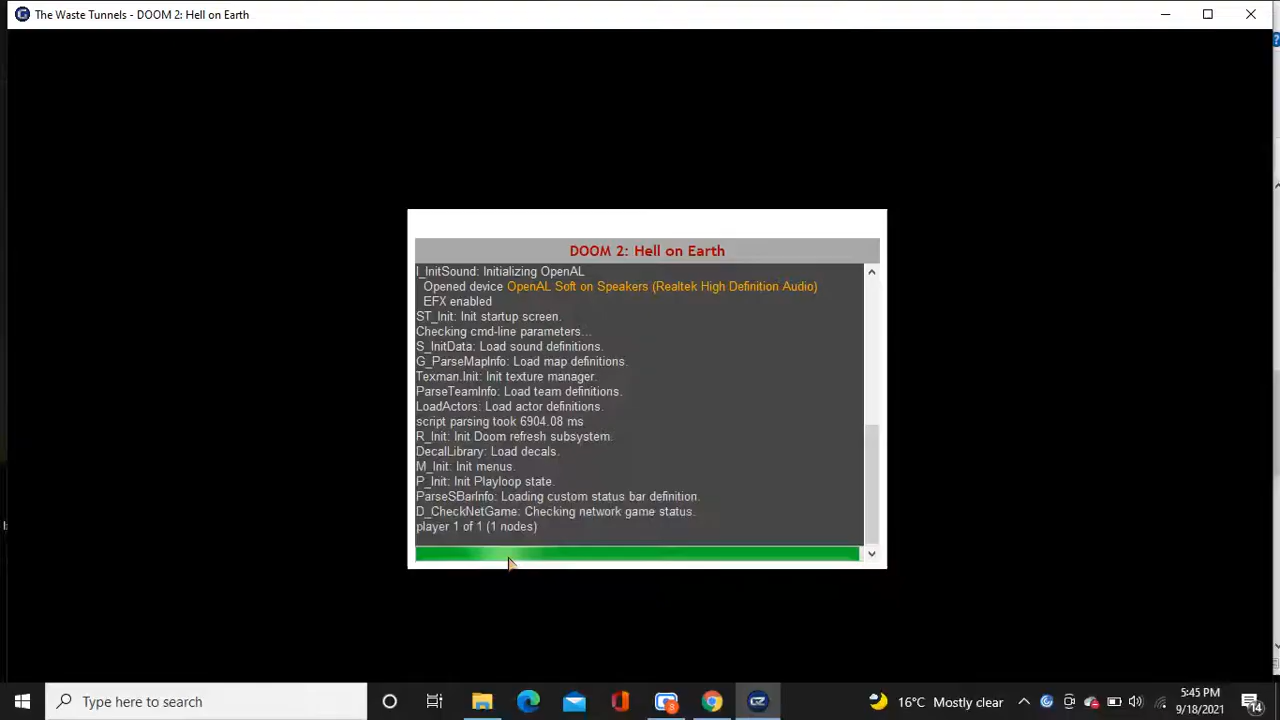 The Waste Tunnels - DOOM 2: Hell on Earth
DOOM 2: Hell on Earth
I_InitSound: Initializing OpenAL
Opened device OpenAL Soft on Speakers (Realtek High Definition Audio)
EFX enabled
ST_Init: Init startup screen.
Checking cmd-line parameters...
S_InitData: Load sound definitions.
G_ParseMapInfo: Load map definitions.
Texman.Init: Init texture manager.
ParseTeamInfo: Load team definitions.
LoadActors: Load actor definitions.
script parsing took 6904.08 ms
R_Init: Init Doom refresh subsystem.
DecalLibrary: Load decals.
M_Init: Init menus.
P_Init: Init Playloop state.
ParseSBarInfo: Loading custom status bar definition.
D_CheckNetGame: Checking network game status.
player 1 of 1 (1 nodes)
Type here to search
16°C Mostly clear
5:45 PM
9/18/2021
8
14